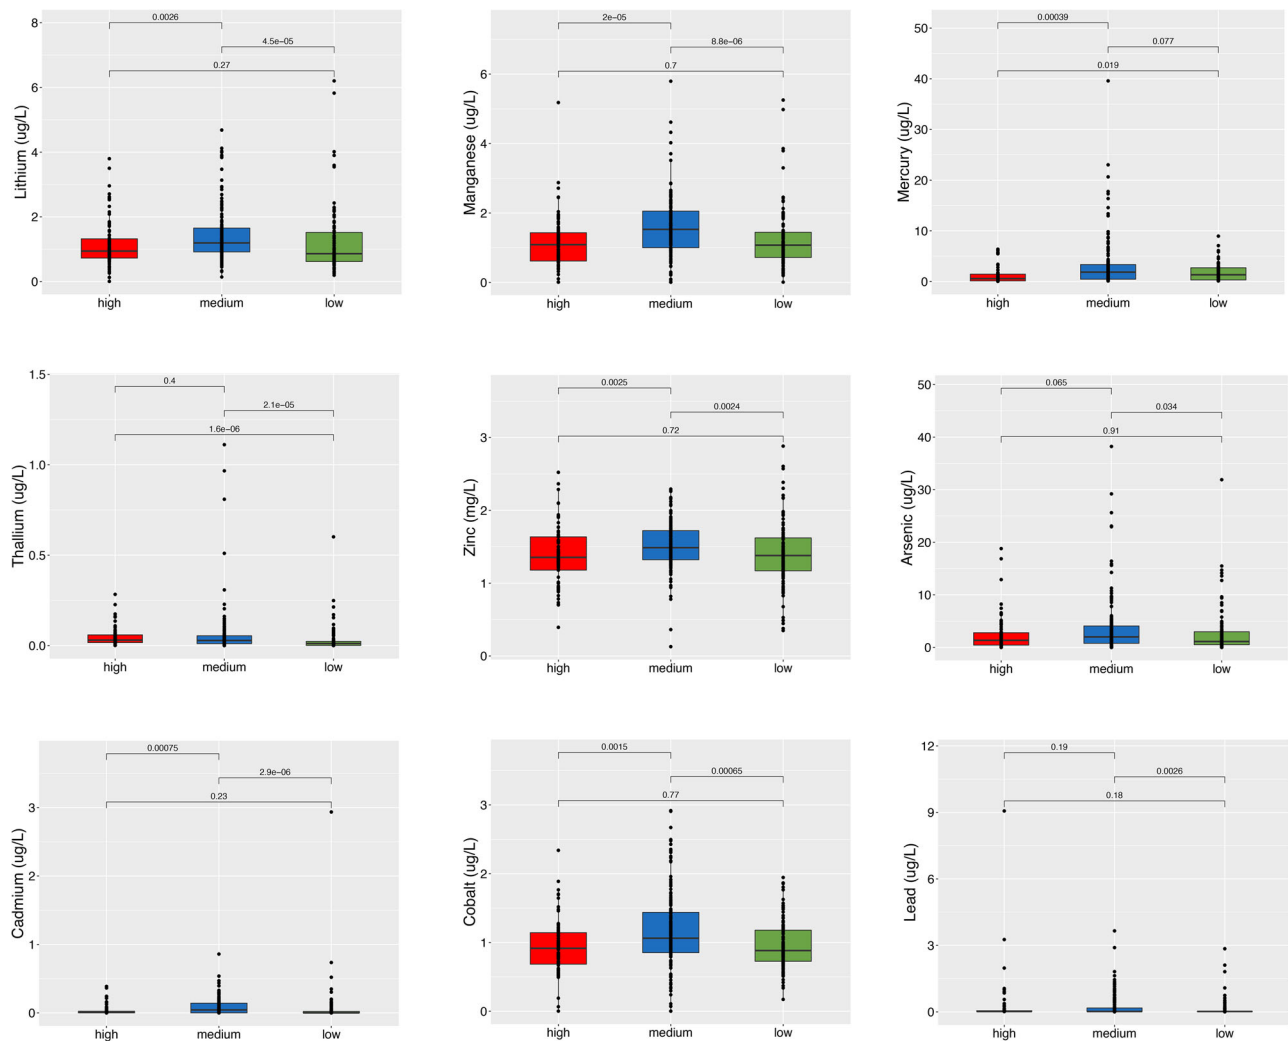 8
6
4
2
0
Lithium (ug/L)
0.0026
4.5e−05
0.27
high medium low
6
4
2
0
Manganese (ug/L)
2e−05
8.8e−06
0.7
high medium low
50
40
30
20
10
0
Mercury (ug/L)
0.00039
0.077
0.019
high medium low
1.5
1.0
0.5
0.0
Thallium (ug/L)
0.4
2.1e−05
1.6e−06
high medium low
3
2
1
0
Zinc (mg/L)
0.0025
0.0024
0.72
high medium low
50
40
30
20
10
0
Arsenic (ug/L)
0.065
0.034
0.91
high medium low
3
2
1
0
Cadmium (ug/L)
0.00075
2.9e−06
0.23
high medium low
3
2
1
0
Cobalt (ug/L)
0.0015
0.00065
0.77
high medium low
12
9
6
3
0
Lead (ug/L)
0.19
0.0026
0.18
high medium low